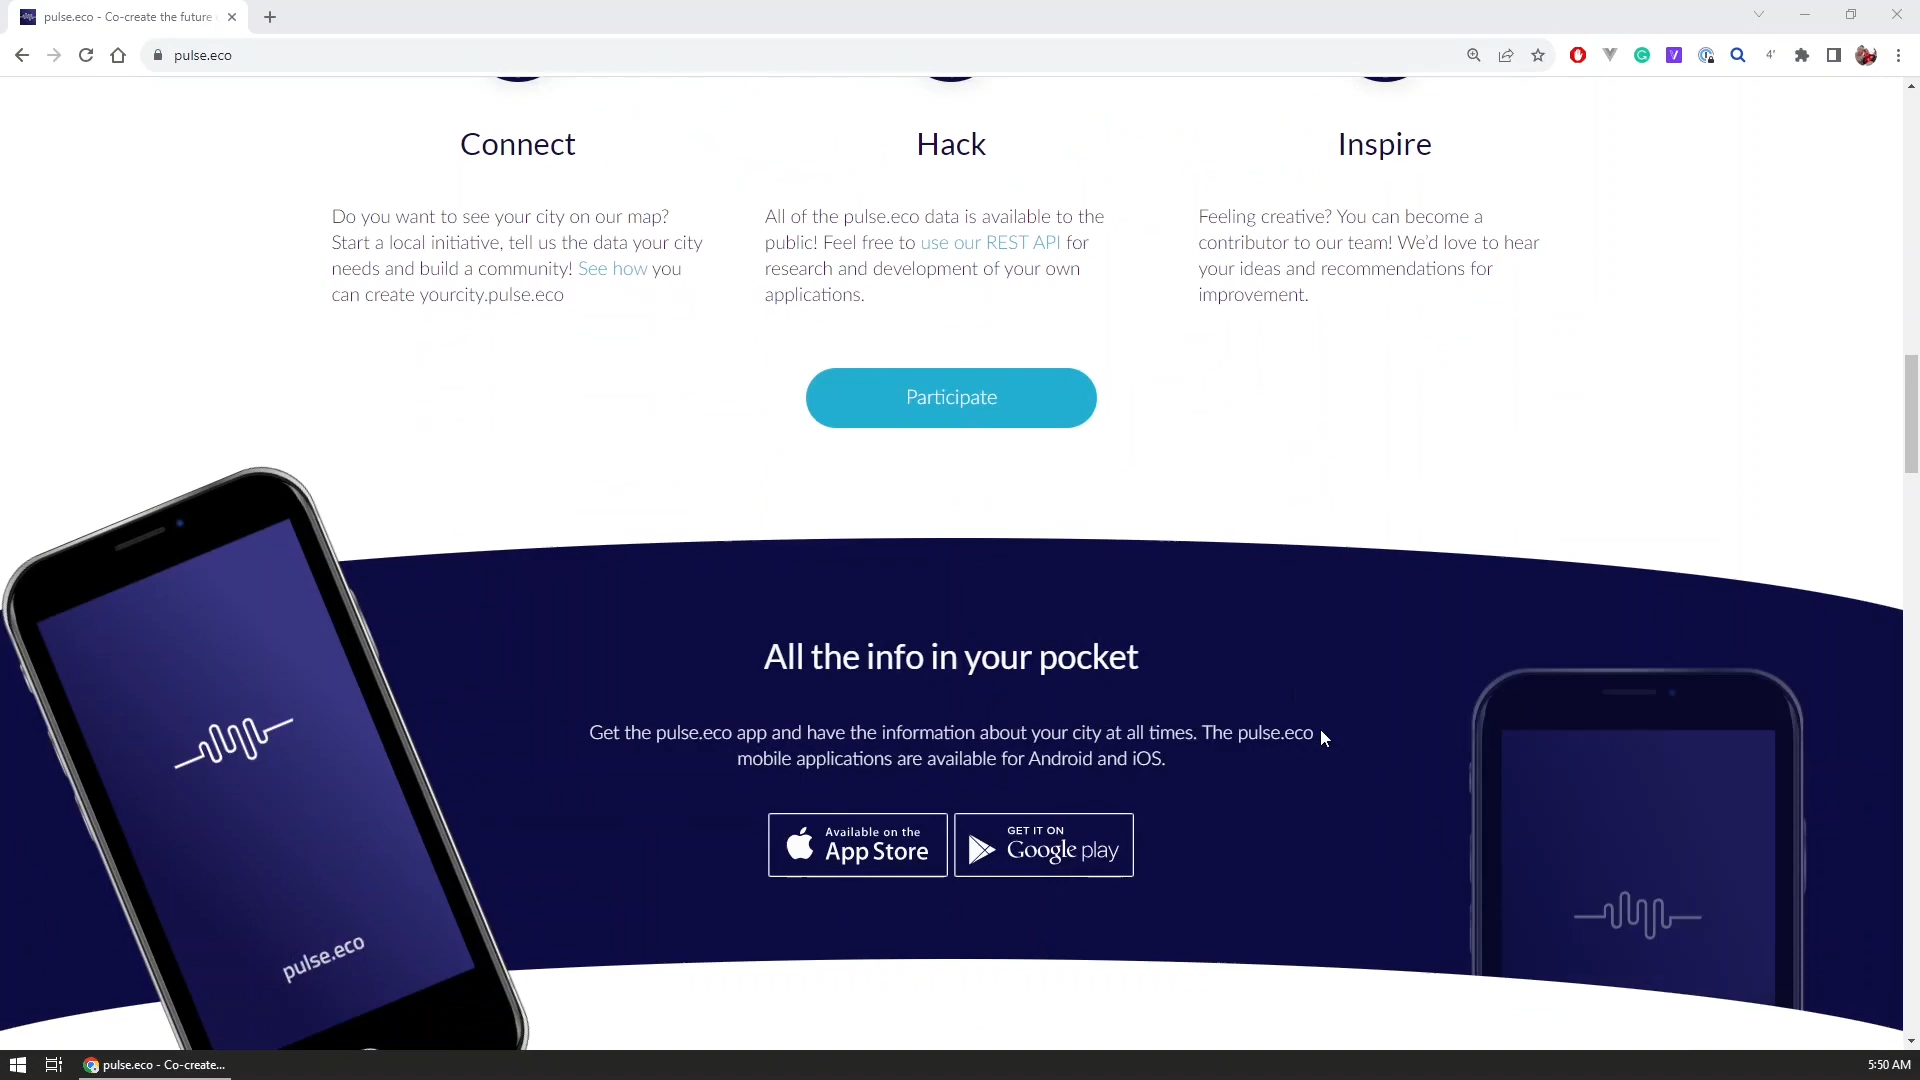 pulse.eco - Co-create the future
pulse.eco
Connect
Hack
Inspire
Do you want to see your city on our map?
Start a local initiative, tell us the data your city
needs and build a community! See how you
can create yourcity.pulse.eco
All of the pulse.eco data is available to the
public! Feel free to use our REST API for
research and development of your own
applications.
Feeling creative? You can become a
contributor to our team! We'd love to hear
your ideas and recommendations for
improvement.
Participate
All the info in your pocket
Get the pulse.eco app and have the information about your city at all times. The pulse.eco
mobile applications are available for Android and iOS.
Available on the
App Store
GET IT ON
Google play
pulse.eco
pulse.eco - Co-create...
5:50 AM